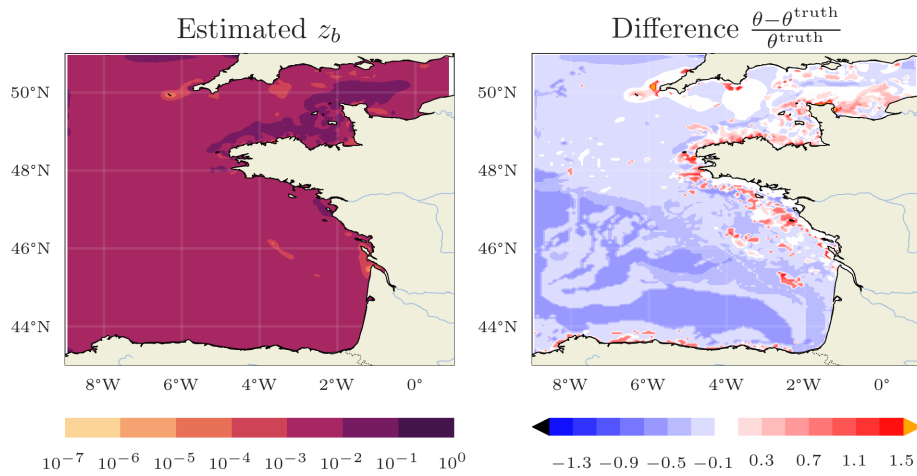 Estimated z_b
Difference \frac{\theta-\theta^{\text{truth}}}{\theta^{\text{truth}}}
50°N
48°N
46°N
44°N
8°W 6°W 4°W 2°W 0°
50°N
48°N
46°N
44°N
8°W 6°W 4°W 2°W 0°
10⁻⁷ 10⁻⁶ 10⁻⁵ 10⁻⁴ 10⁻³ 10⁻² 10⁻¹ 10⁰
−1.3 −0.9 −0.5 −0.1 0.3 0.7 1.1 1.5